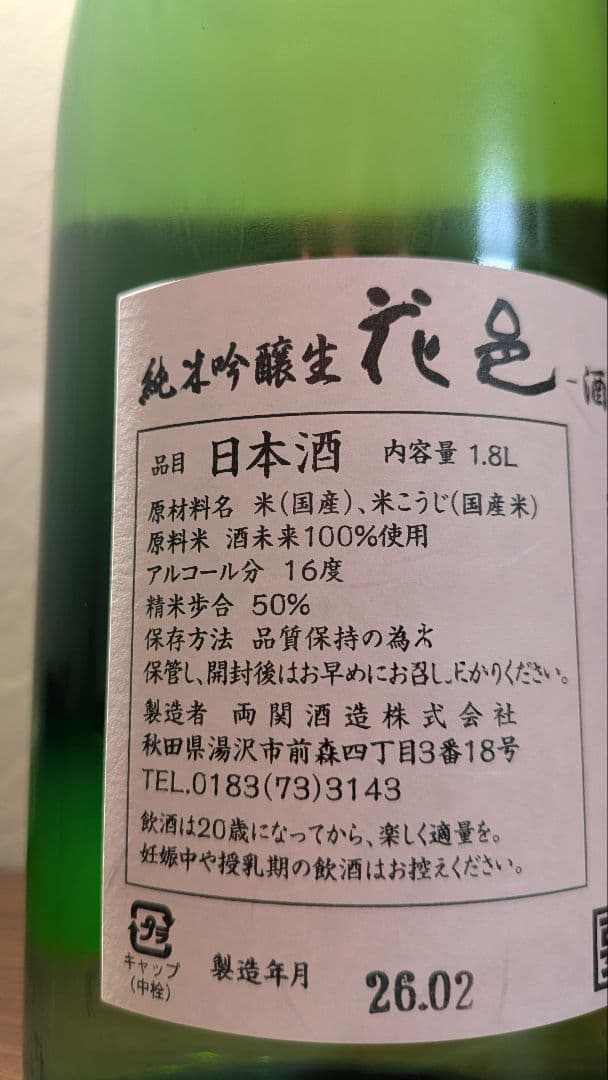 純米吟醸生 花邑 -酒
品目 日本酒 内容量 1.8L
原材料名 米(国産)、米こうじ(国産米)
原料米 酒未来100%使用
アルコール分 16度
精米歩合 50%
保存方法 品質保持の為
保管し、開封後はお早めにお召し上がりください。
製造者 両関酒造株式会社
秋田県湯沢市前森四丁目3番18号
TEL.0183(73)3143
飲酒は20歳になってから、楽しく適量を。
妊娠中や授乳期の飲酒はお控えください。
プラ
キャップ
(中栓)
製造年月 26.02